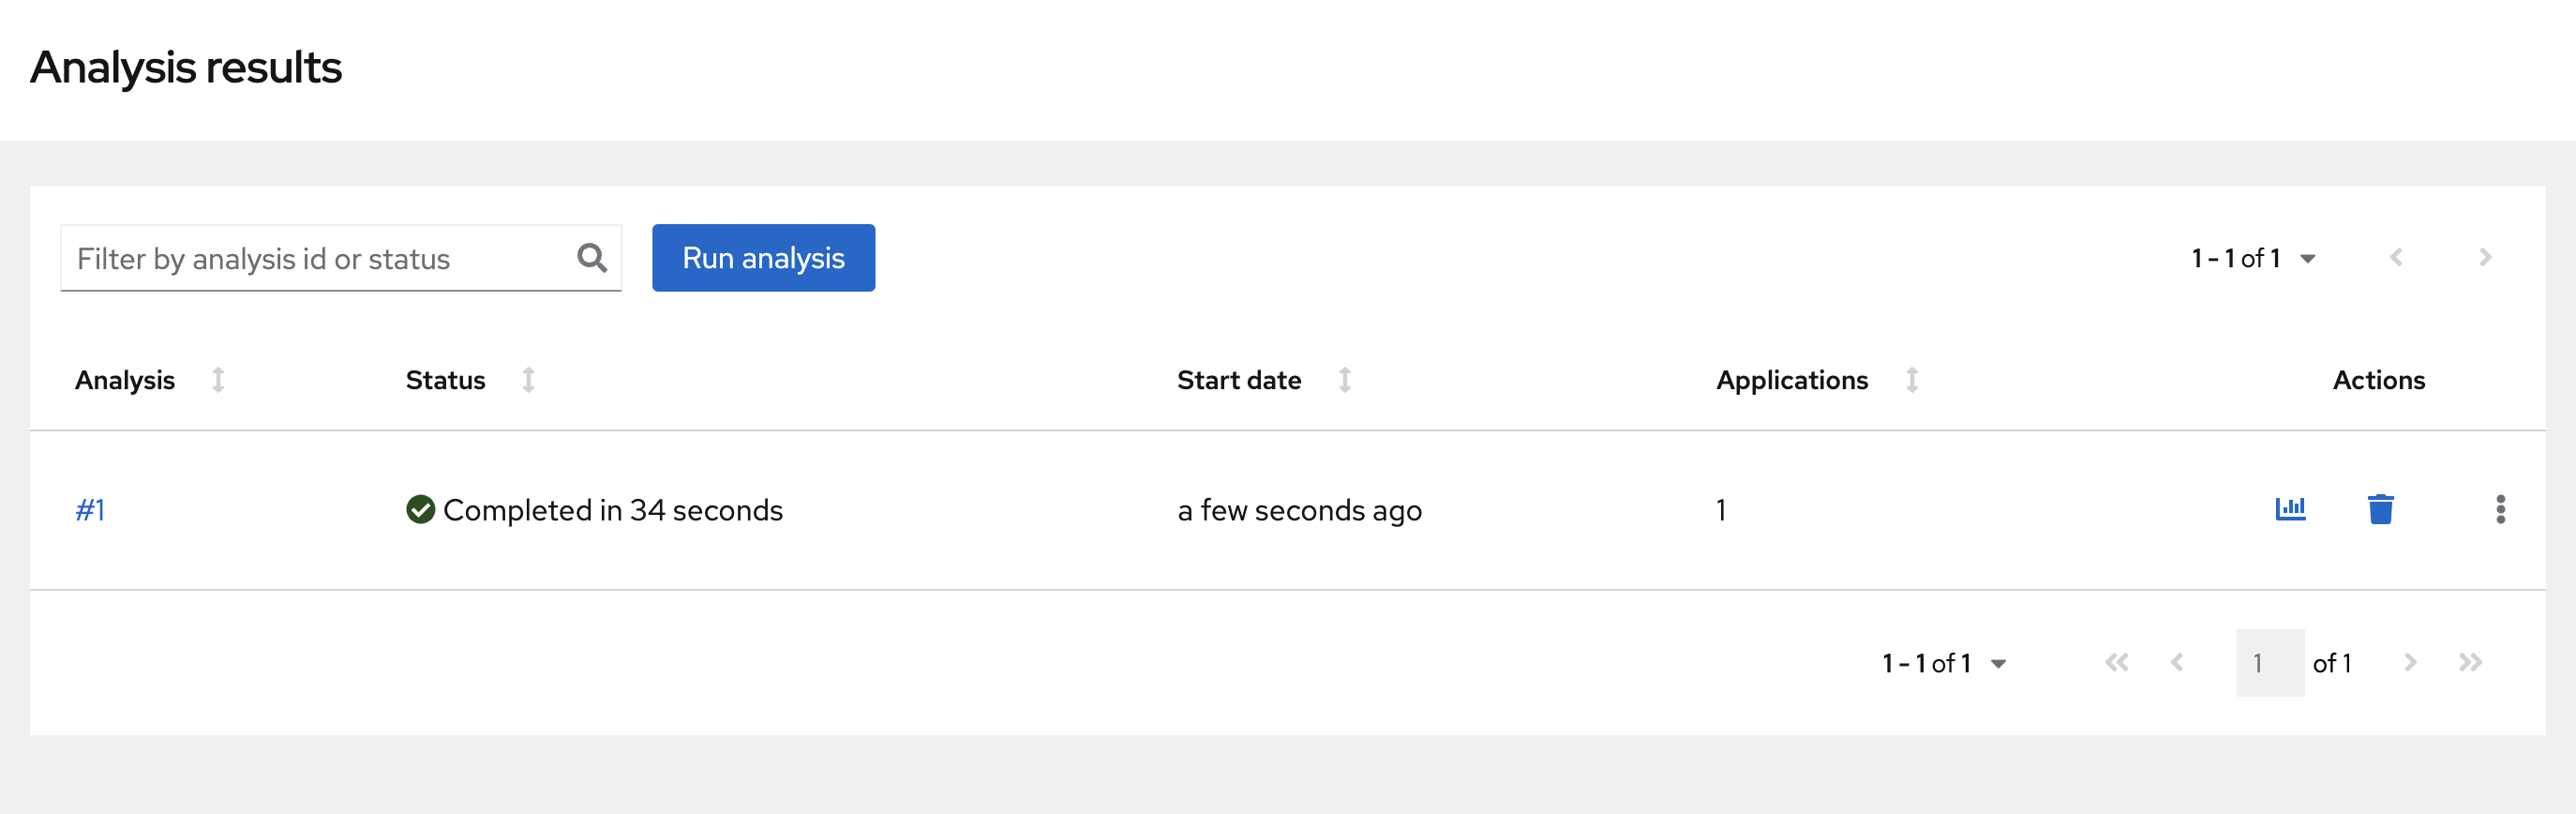 Analysis results
Filter by analysis id or status Run analysis 1 - 1 of 1
Analysis Status Start date Applications Actions
#1 Completed in 34 seconds a few seconds ago 1
1 - 1 of 1 1 of 1